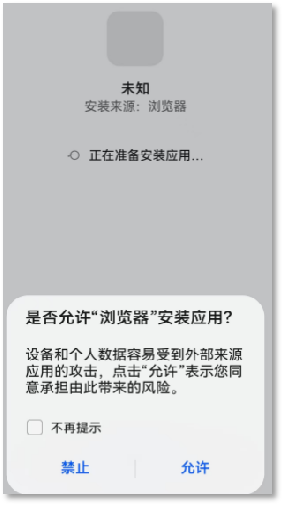 未知
安装来源：浏览器
正在准备安装应用...
是否允许“浏览器”安装应用？
设备和个人数据容易受到外部来源
应用的攻击，点击“允许”表示您同
意承担由此带来的风险。
不再提示
禁止
允许